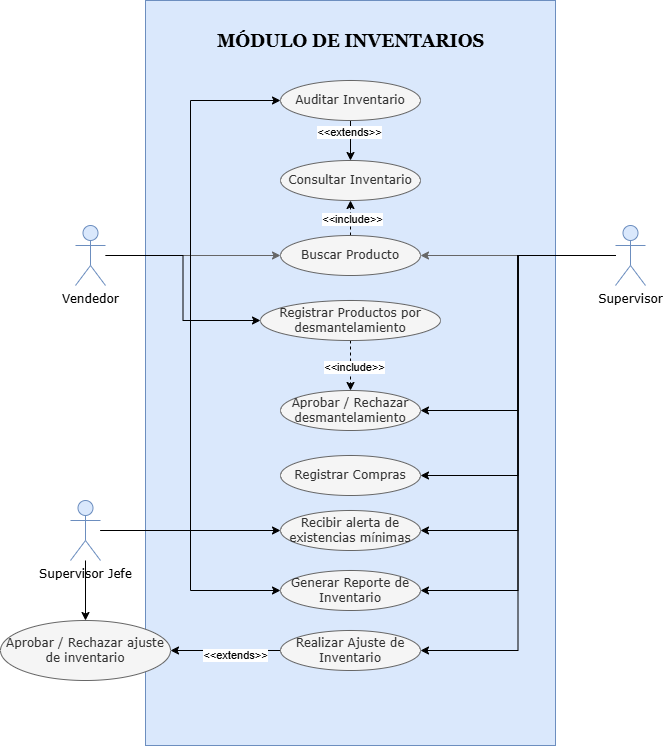 MÓDULO DE INVENTARIOS
Auditar Inventario
<<extends>>
Consultar Inventario
<<include>>
Buscar Producto
Vendedor
Supervisor
Registrar Productos por
desmantelamiento
<<include>>
Aprobar / Rechazar
desmantelamiento
Registrar Compras
Recibir alerta de
existencias mínimas
Supervisor Jefe
Generar Reporte de
Inventario
Aprobar / Rechazar ajuste
de inventario
<<extends>>
Realizar Ajuste de
Inventario